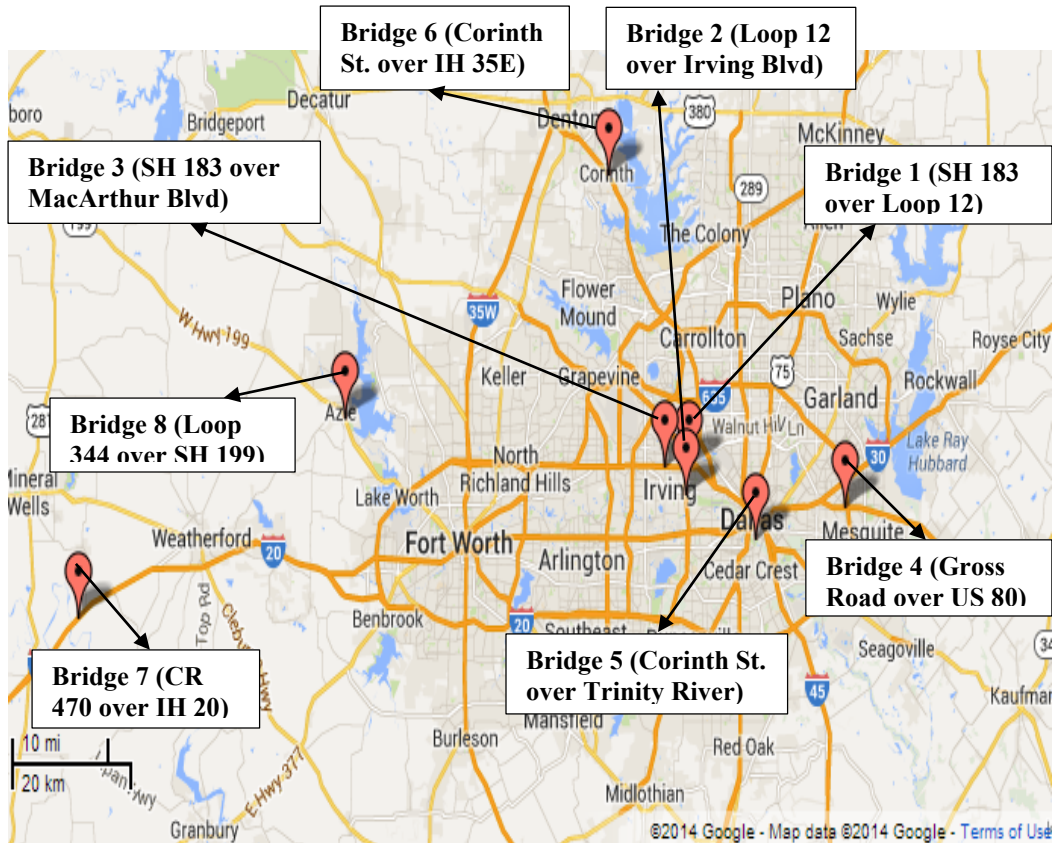 Bridge 6 (Corinth
St. over IH 35E)
Bridge 2 (Loop 12
over Irving Blvd)
Bridge 3 (SH 183 over
MacArthur Blvd)
Bridge 1 (SH 183
over Loop 12)
Bridge 8 (Loop
344 over SH 199)
Bridge 4 (Gross
Road over US 80)
Bridge 5 (Corinth St.
over Trinity River)
Bridge 7 (CR
470 over IH 20)
boro
Decatur
Bridgeport
Denton
380
McKinney
Corinth
289
199
The Colony
Allen
35W
Flower
Mound
Plano
Wylie
W Hwy 199
Carrollton
Sachse
Royse City
75
Keller
Grapevine
635
Garland
Rockwall
Azle
281
Walnut Hill Ln
30
Lake Ray
Hubbard
North
Richland Hills
Mineral
Wells
Lake Worth
Irving
Dallas
Mesquite
Weatherford
20
Fort Worth
Arlington
Cedar Crest
Top Rd
Cleburne Hwy
Benbrook
20
Southeast
Seagoville
34
45
Kaufman
Mansfield
Burleson
Red Oak
10 mi
20 km
E Hwy 377
Midlothian
Granbury
©2014 Google - Map data ©2014 Google - Terms of Use